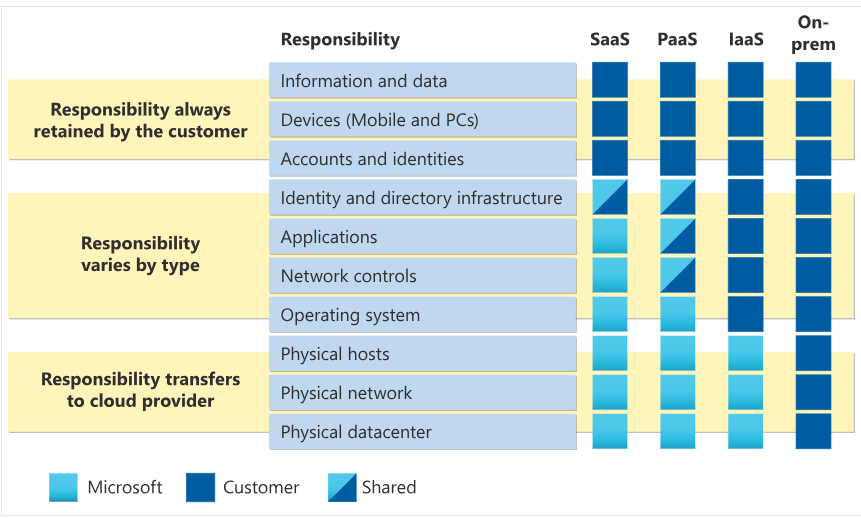 Responsibility
SaaS
PaaS
IaaS
On-
prem
Responsibility always
retained by the customer
Information and data
Devices (Mobile and PCs)
Accounts and identities
Responsibility
varies by type
Identity and directory infrastructure
Applications
Network controls
Operating system
Responsibility transfers
to cloud provider
Physical hosts
Physical network
Physical datacenter
Microsoft
Customer
Shared